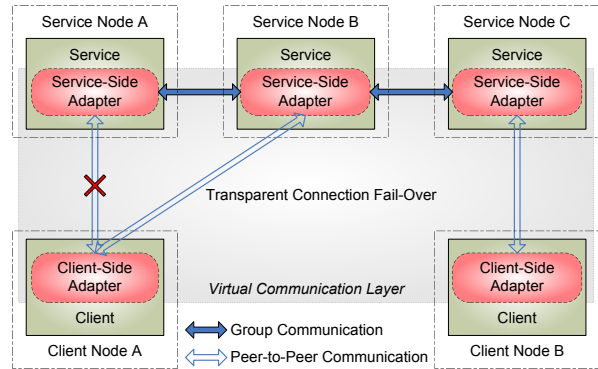 Service Node A
Service Node B
Service Node C
Service
Service
Service
Service-Side
Adapter
Service-Side
Adapter
Service-Side
Adapter
Transparent Connection Fail-Over
Client-Side
Adapter
Client
Client Node A
Virtual Communication Layer
Client-Side
Adapter
Client
Client Node B
Group Communication
Peer-to-Peer Communication